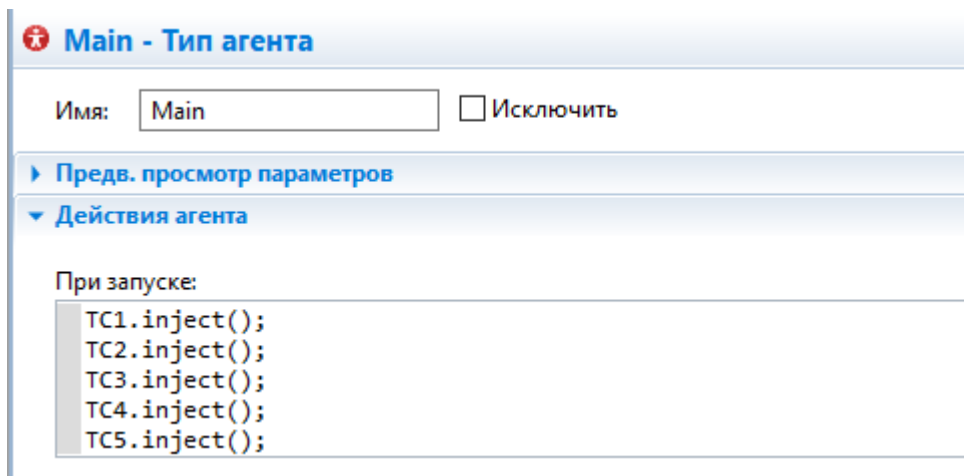 Main - Тип агента
Имя: Main Исключить
Предв. просмотр параметров
Действия агента
При запуске:
TC1.inject();
TC2.inject();
TC3.inject();
TC4.inject();
TC5.inject();